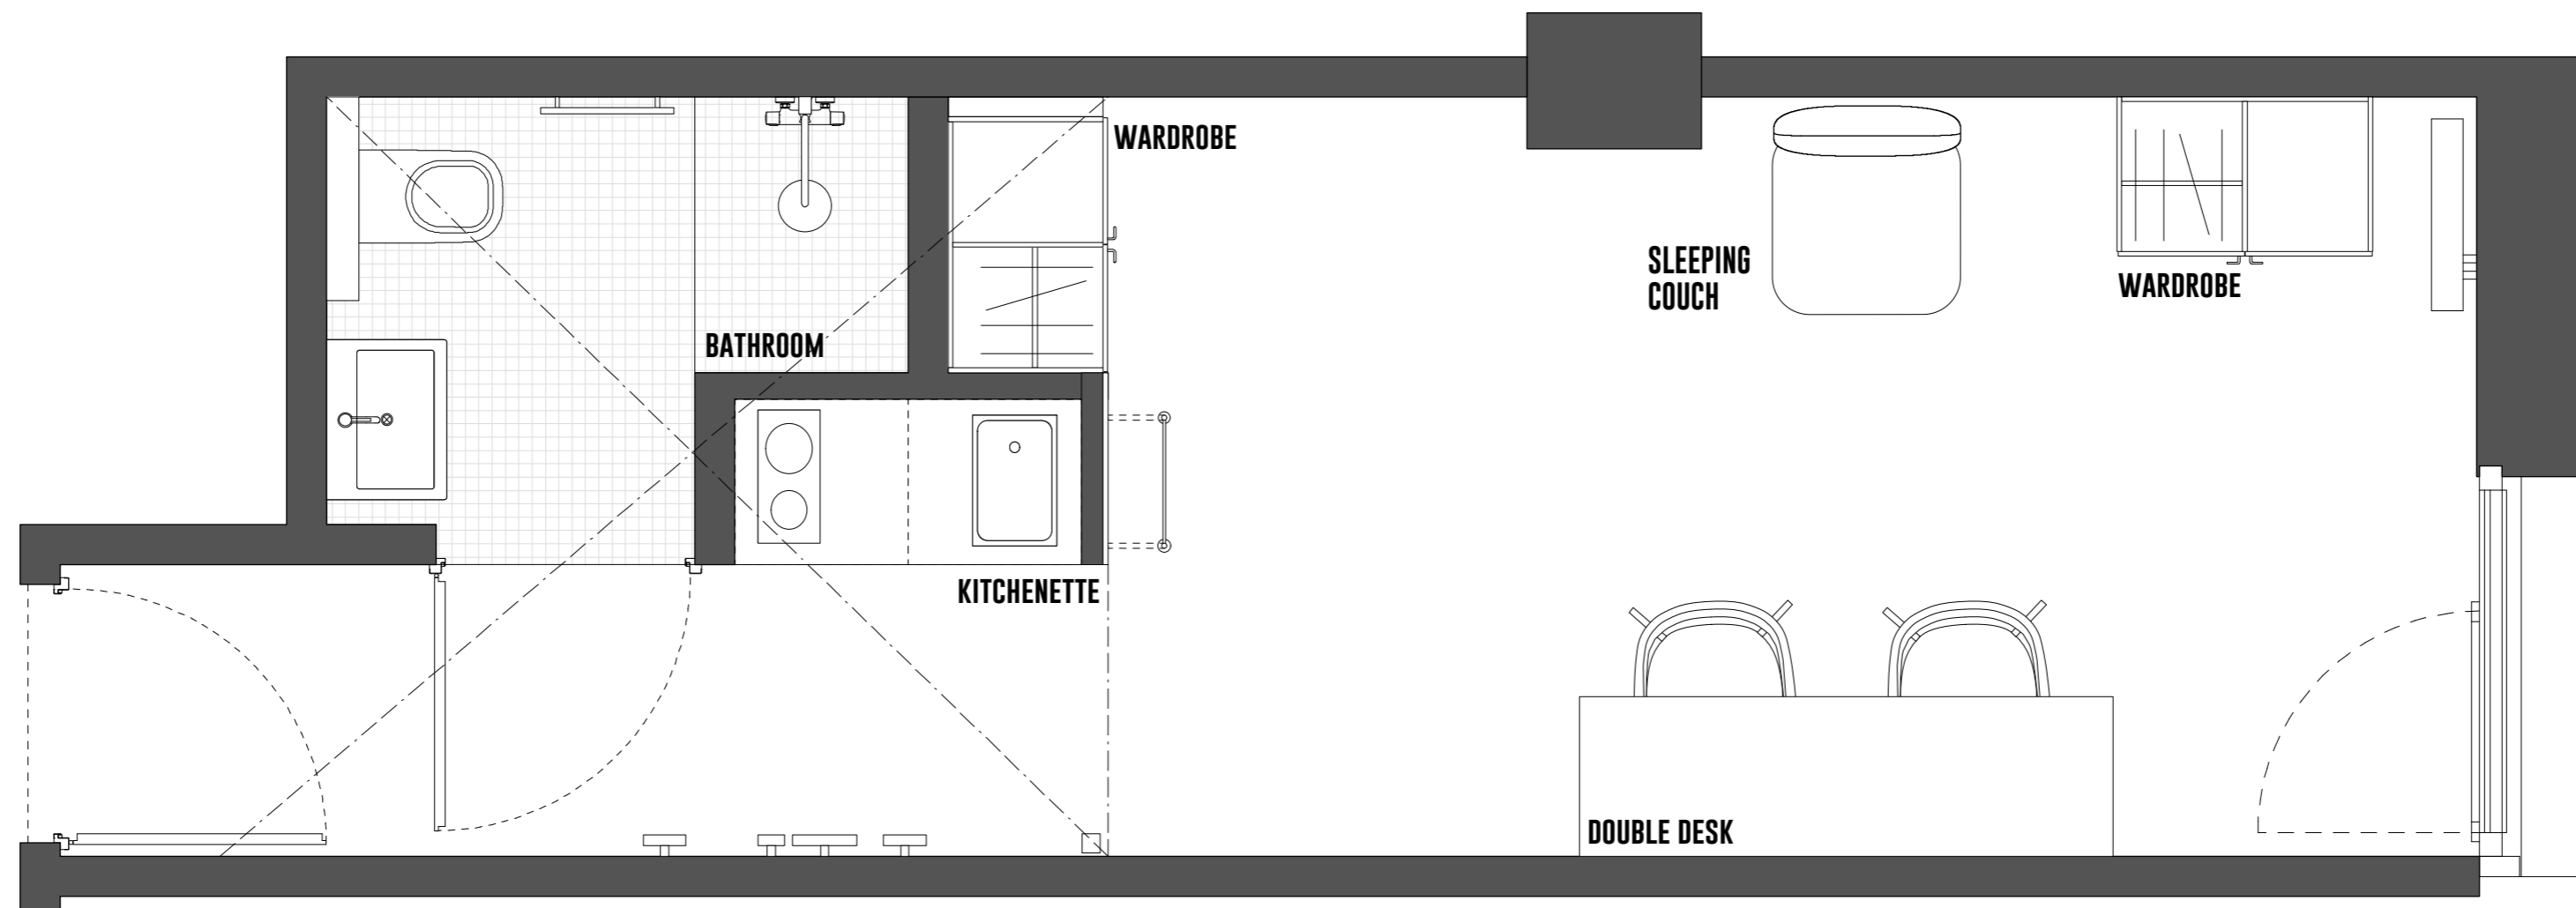 WARDROBE
SLEEPING
COUCH
WARDROBE
BATHROOM
KITCHENETTE
DOUBLE DESK